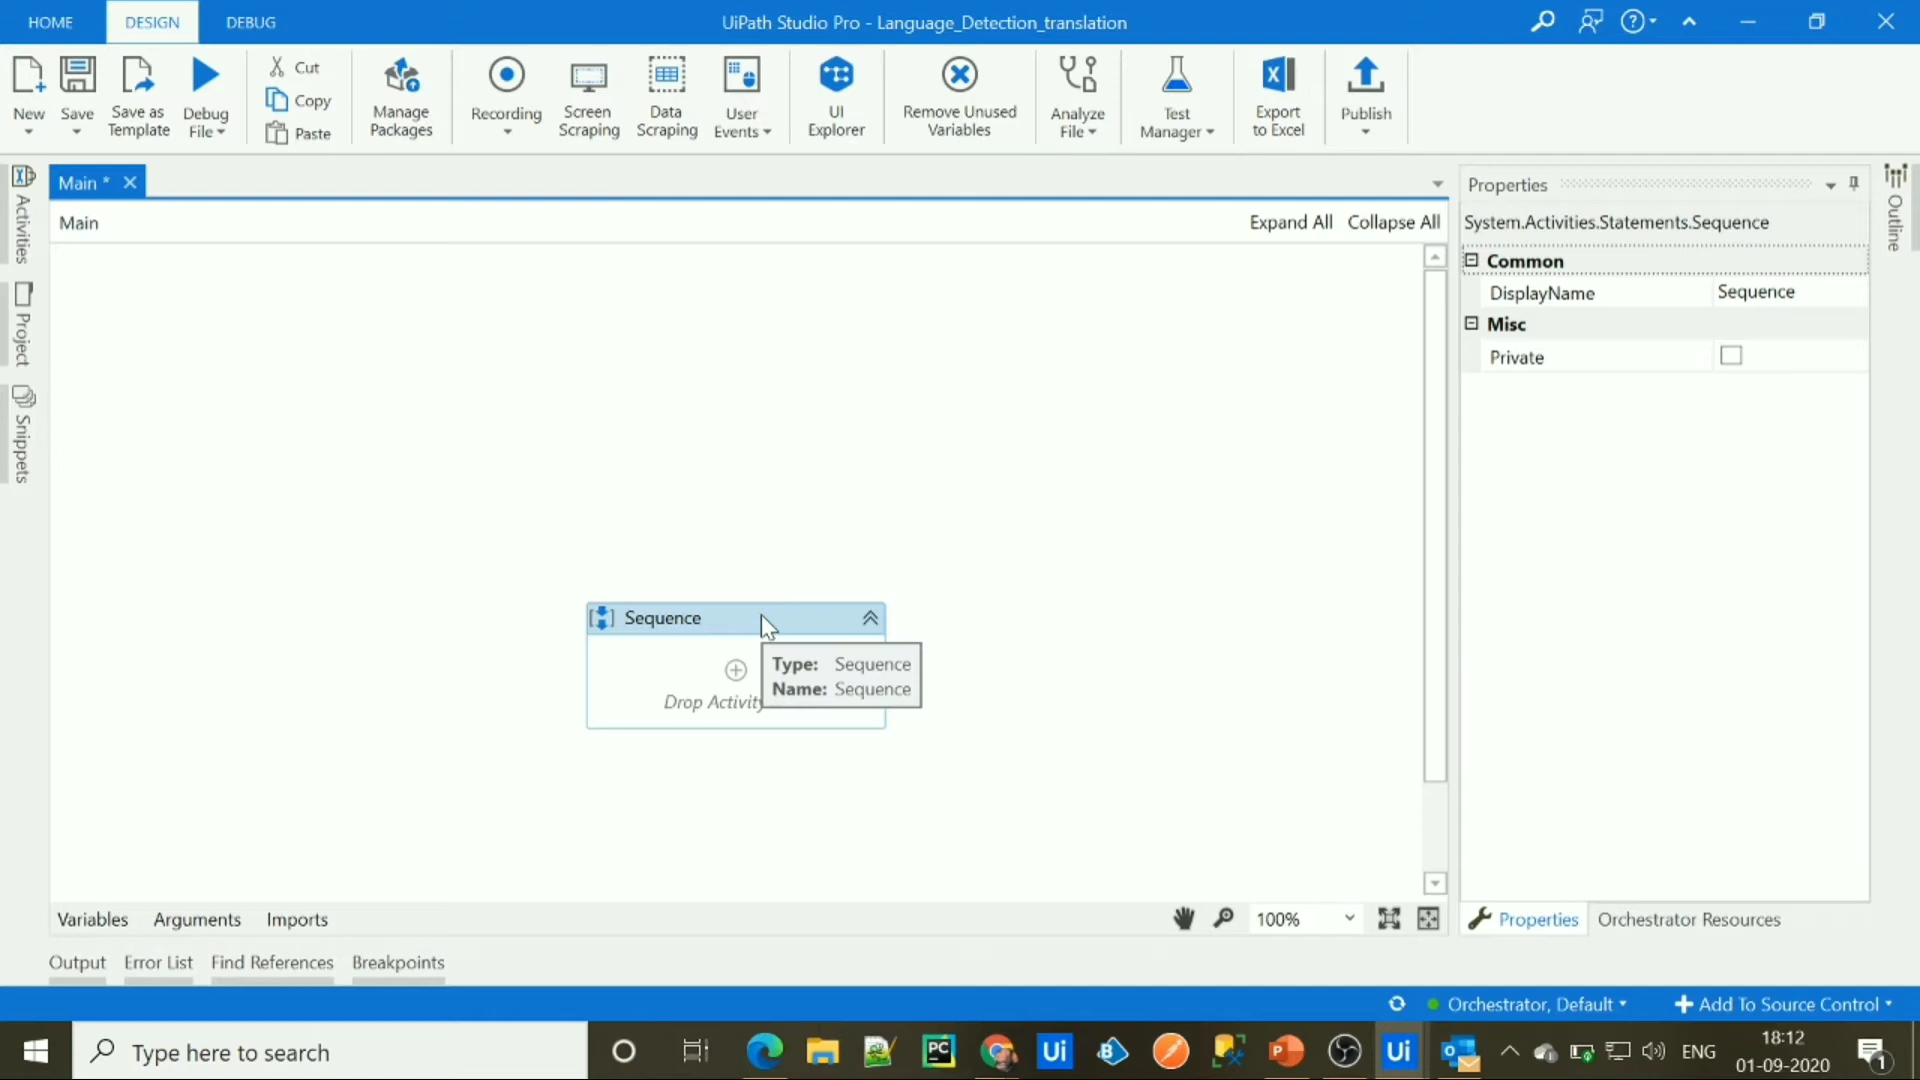 HOME DESIGN DEBUG
UiPath Studio Pro - Language_Detection_translation
New
Save
Save as
Template
Debug
File
Cut
Copy
Paste
Manage
Packages
Recording
Screen
Scraping
Data
Scraping
User
Events
UI
Explorer
Remove Unused
Variables
Analyze
File
Test
Manager
Export
to Excel
Publish
Activities
Project
Snippets
Main *
Main
Expand All Collapse All
Sequence
Drop Activity
Type: Sequence
Name: Sequence
Properties
System.Activities.Statements.Sequence
Common
DisplayName Sequence
Misc
Private
Outline
Variables Arguments Imports
100%
Properties Orchestrator Resources
Output Error List Find References Breakpoints
Orchestrator, Default
Add To Source Control
Type here to search
PC
Ui
B
Ui
ENG
18:12
01-09-2020
1